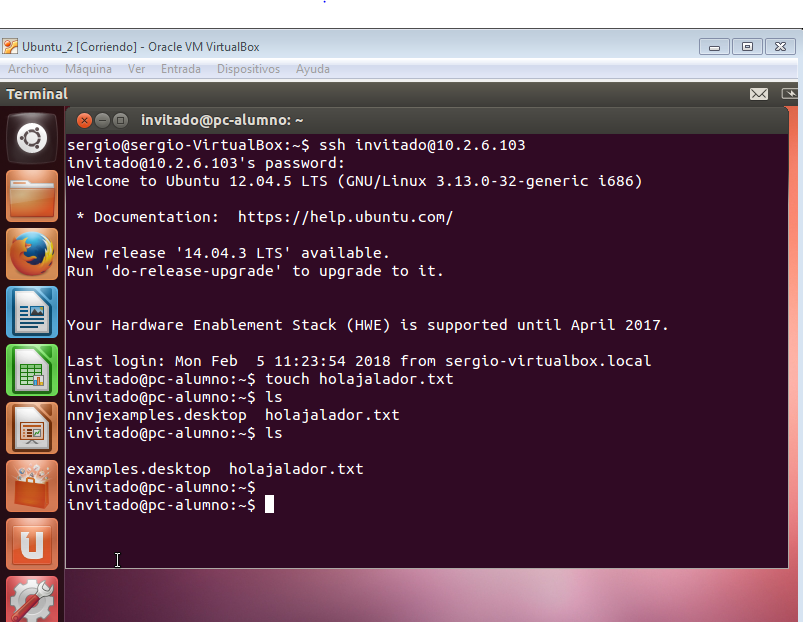 Ubuntu_2 [Corriendo] - Oracle VM VirtualBox
Archivo Máquina Ver Entrada Dispositivos Ayuda
Terminal
invitado@pc-alumno: ~
sergio@sergio-VirtualBox:~$ ssh invitado@10.2.6.103
invitado@10.2.6.103's password:
Welcome to Ubuntu 12.04.5 LTS (GNU/Linux 3.13.0-32-generic i686)
* Documentation:  https://help.ubuntu.com/
New release '14.04.3 LTS' available.
Run 'do-release-upgrade' to upgrade to it.
Your Hardware Enablement Stack (HWE) is supported until April 2017.
Last login: Mon Feb  5 11:23:54 2018 from sergio-virtualbox.local
invitado@pc-alumno:~$ touch holajalador.txt
invitado@pc-alumno:~$ ls
nnvjexamples.desktop  holajalador.txt
invitado@pc-alumno:~$ ls
examples.desktop  holajalador.txt
invitado@pc-alumno:~$
invitado@pc-alumno:~$